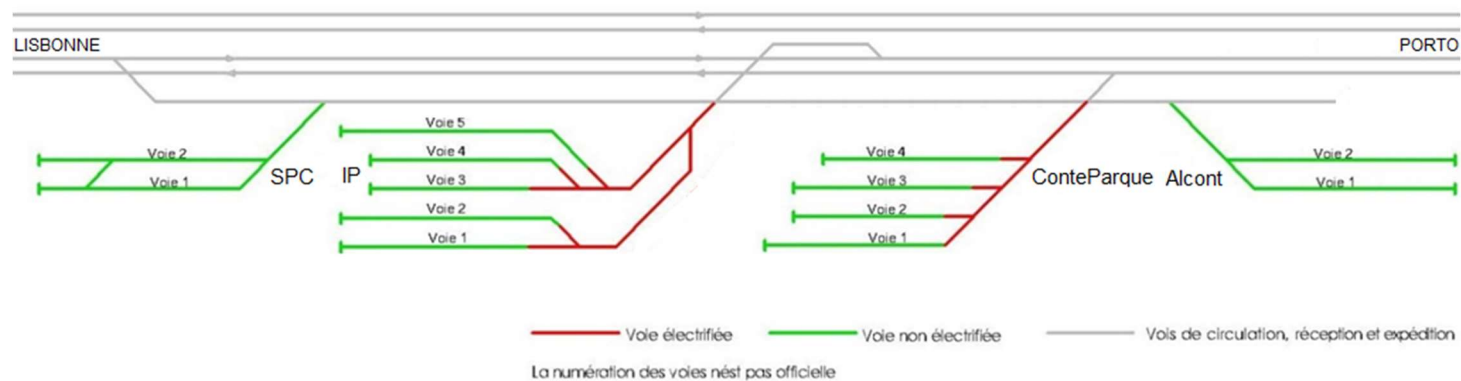 LISBONNE
PORTO
Voie 5
Voie 2
Voie 4
Voie 4
Voie 2
Voie 1
SPC
IP
Voie 3
Voie 3
ConteParque
Alcont
Voie 1
Voie 2
Voie 2
Voie 1
Voie 1
Voie électrifiée
Voie non électrifiée
Vois de circulation, réception et expédition
La numération des voies nést pas officielle